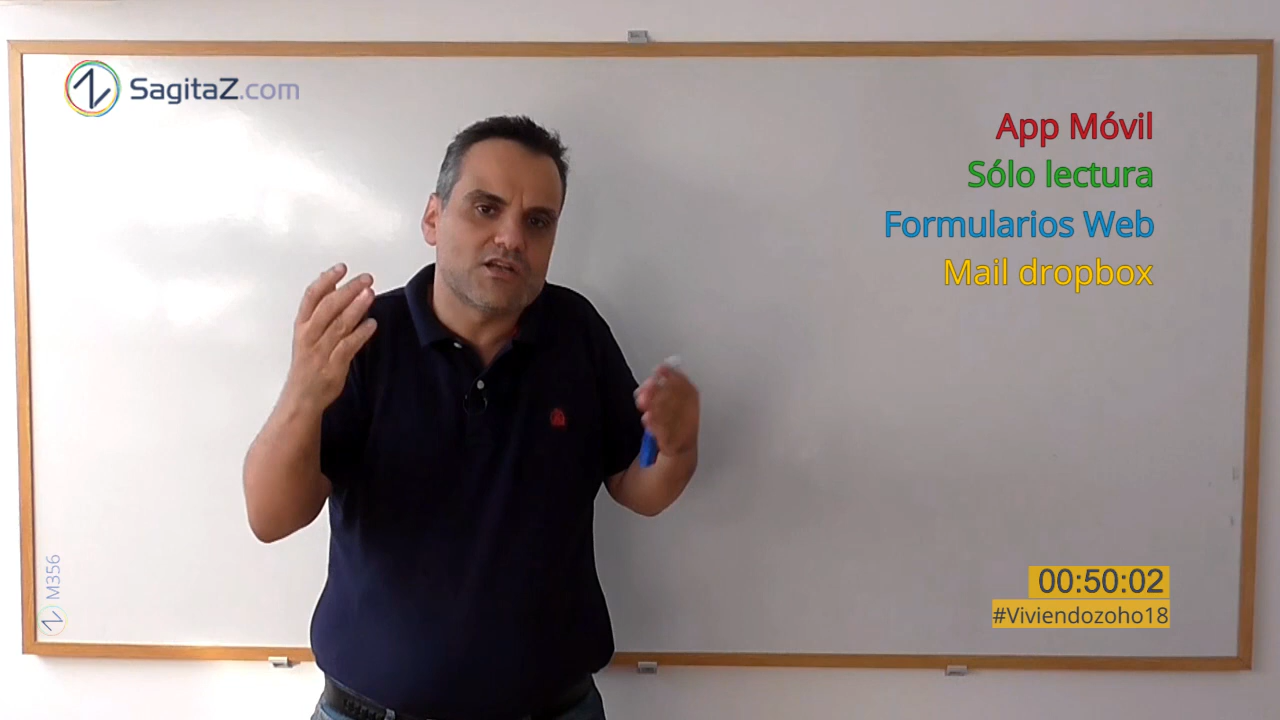 SagitaZ.com
App Móvil
Sólo lectura
Formularios Web
Mail dropbox
M356
00:50:02
#Viviendozoho18